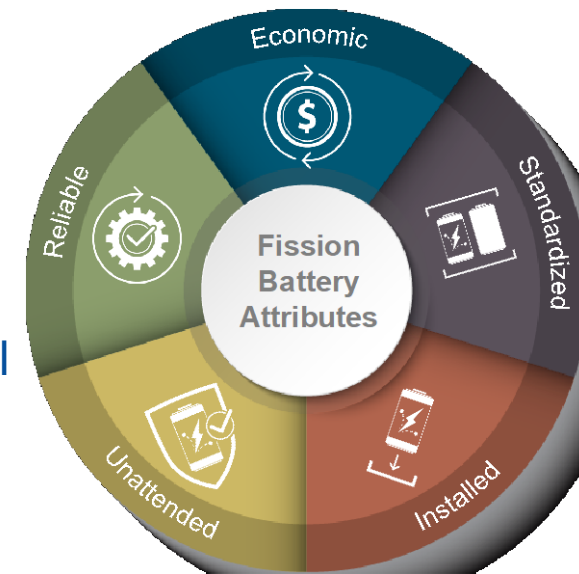 Economic
Standardized
Installed
Unattended
Reliable
$
Fission
Battery
Attributes